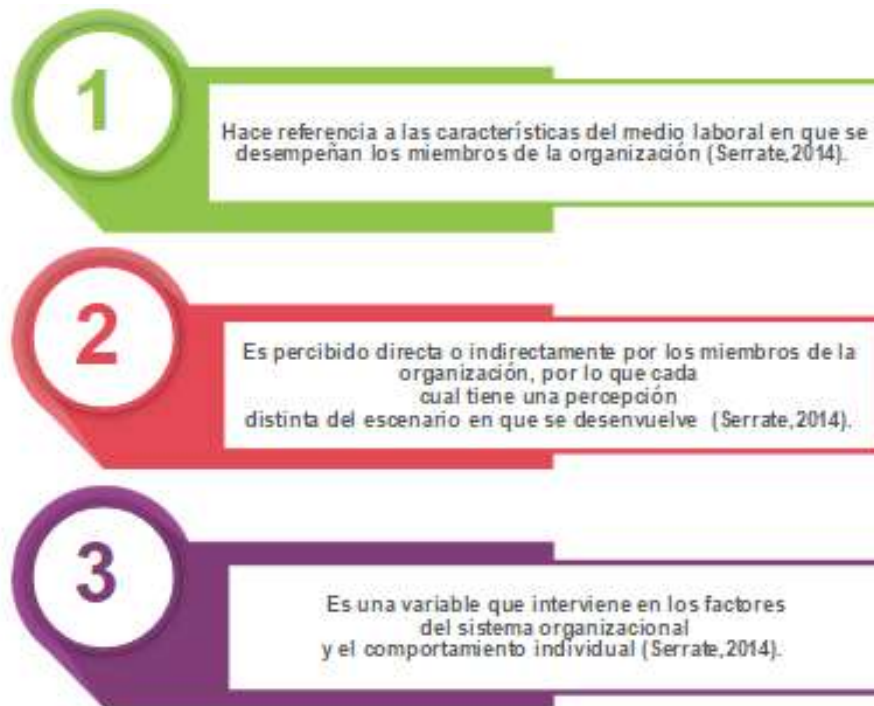 1
Hace referencia a las características del medio laboral en que se
desempeñan los miembros de la organización (Serrate,2014).
2
Es percibido directa o indirectamente por los miembros de la
organización, por lo que cada
cual tiene una percepción
distinta del escenario en que se desenvuelve (Serrate,2014).
3
Es una variable que interviene en los factores
del sistema organizacional
y el comportamiento individual (Serrate,2014).